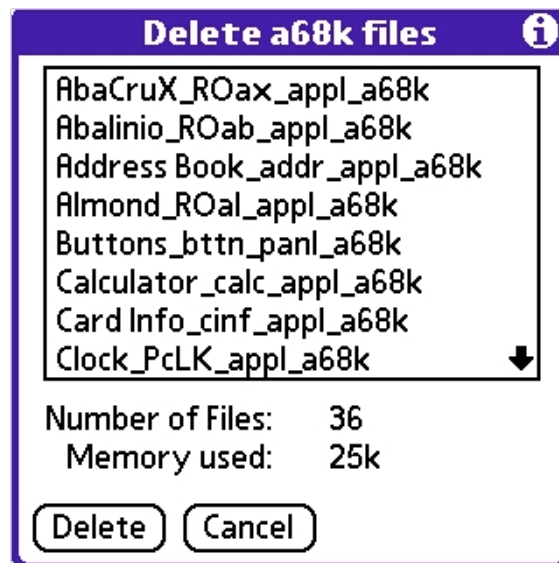 Delete a68k files
AbaCruX_ROax_appl_a68k
Abalinio_ROab_appl_a68k
Address Book_addr_appl_a68k
Almond_ROal_appl_a68k
Buttons_bttn_panl_a68k
Calculator_calc_appl_a68k
Card Info_cinf_appl_a68k
Clock_PcLK_appl_a68k
Number of Files: 36
Memory used: 25k
Delete Cancel